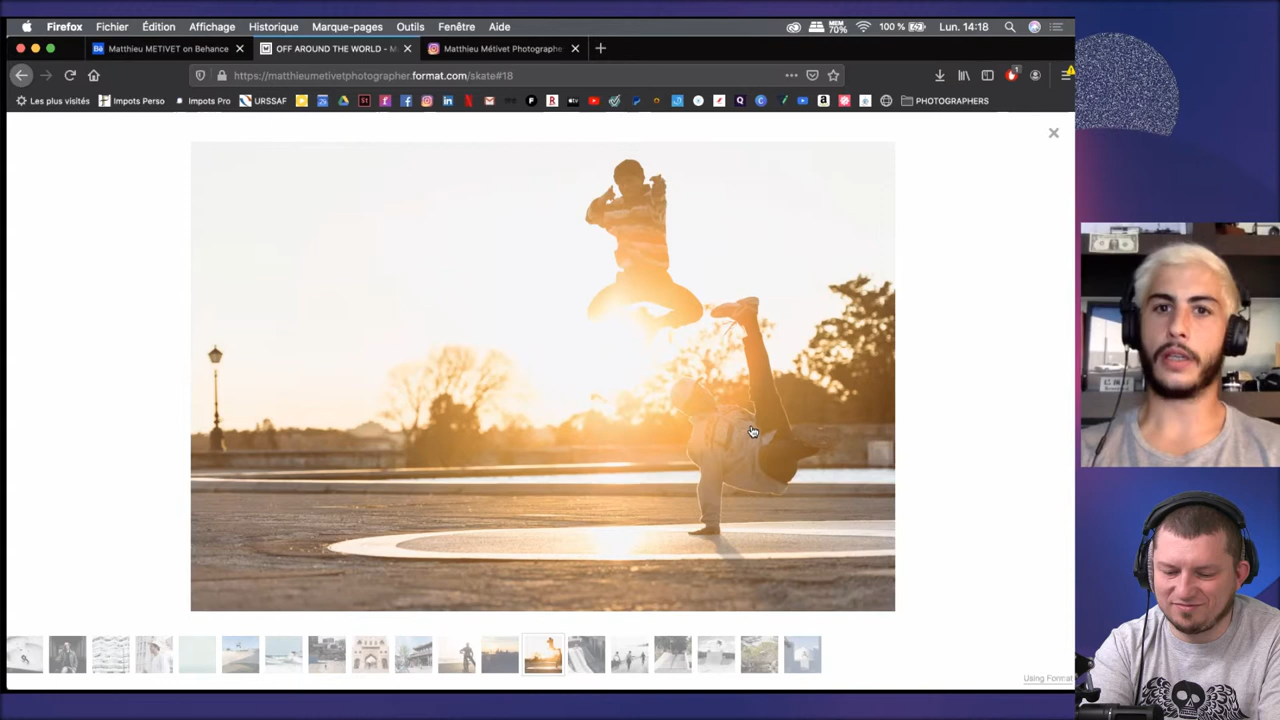 Firefox Fichier Édition Affichage Historique Marque-pages Outils Fenêtre Aide MEM 70% 100 % Lun. 14:18
Bē Matthieu METIVET on Behance OFF AROUND THE WORLD - M Matthieu Métivet Photographe
https://matthieumetivetphotographer.format.com/skate#18
Les plus visités Impots Perso Impots Pro URSSAF PHOTOGRAPHERS
Using Format